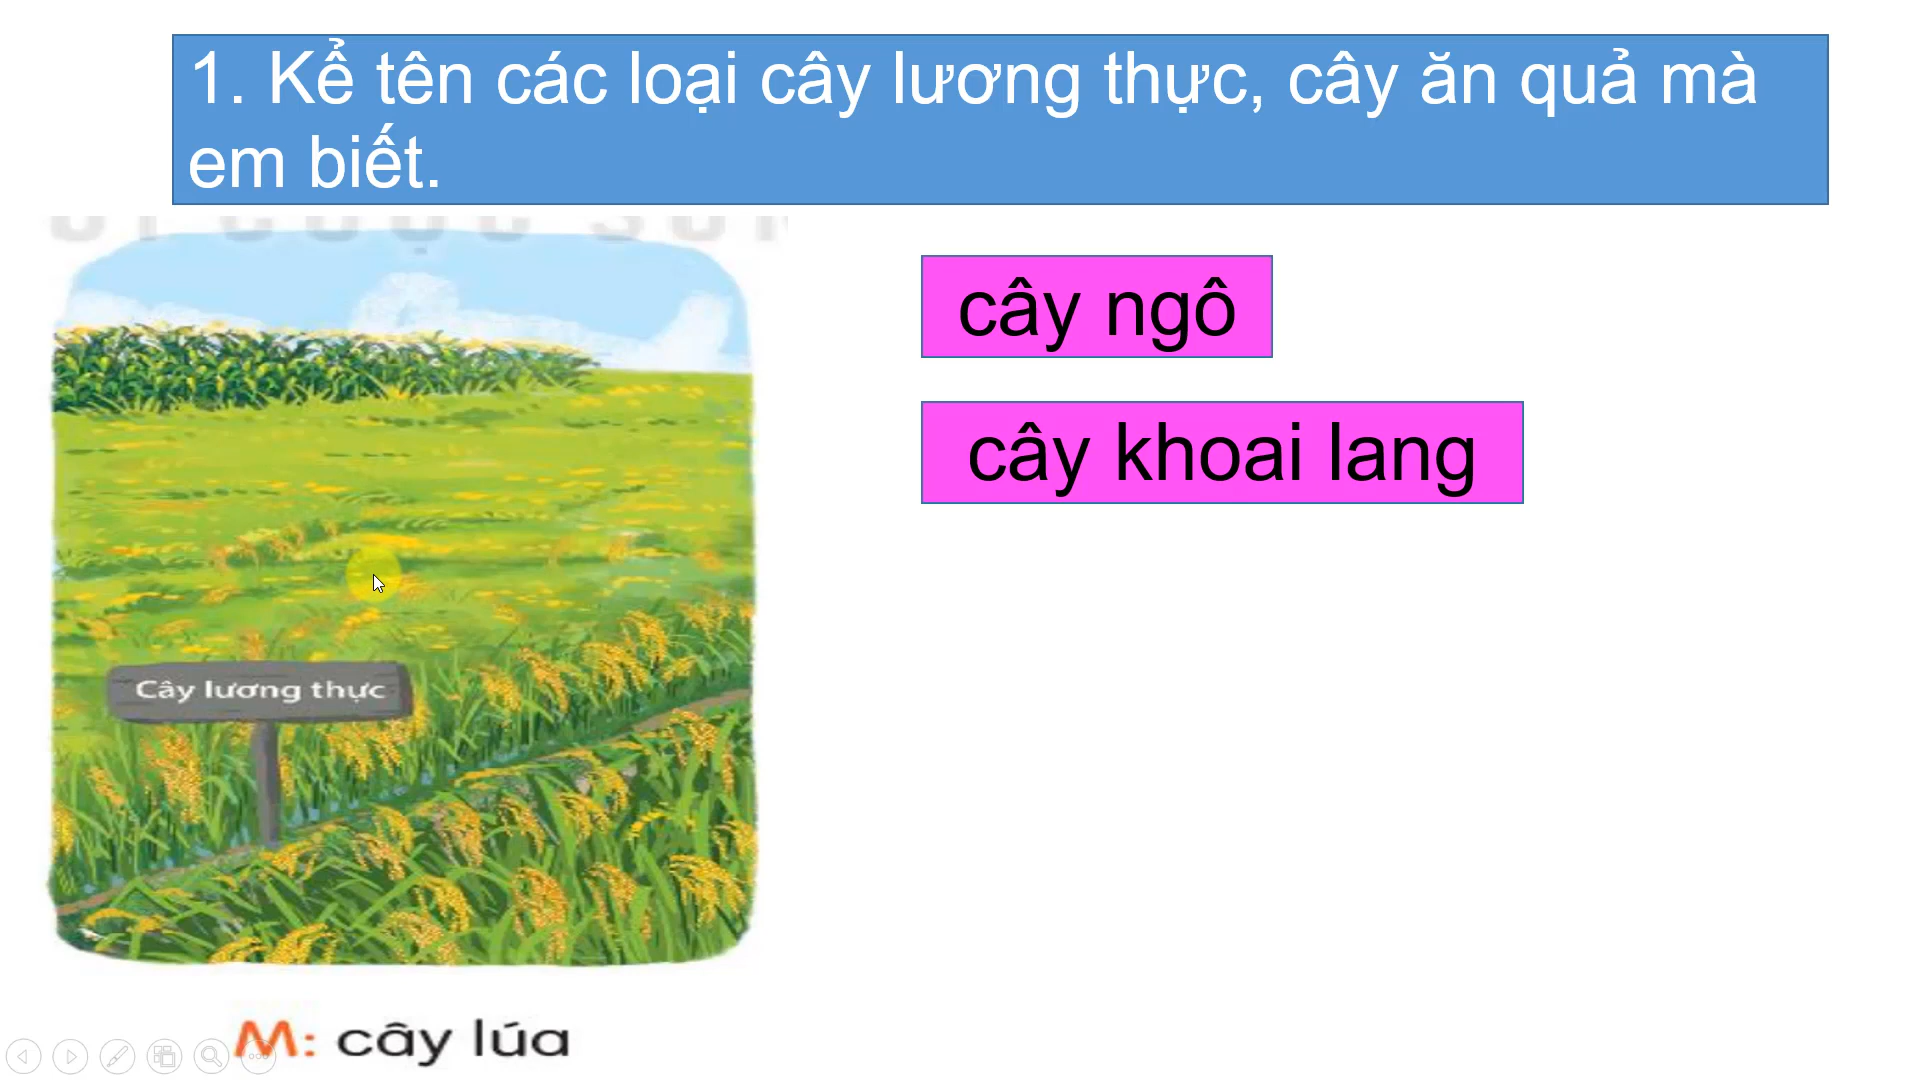 1. Kể tên các loại cây lương thực, cây ăn quả mà
em biết.
cây ngô
cây khoai lang
Cây lương thực
M: cây lúa